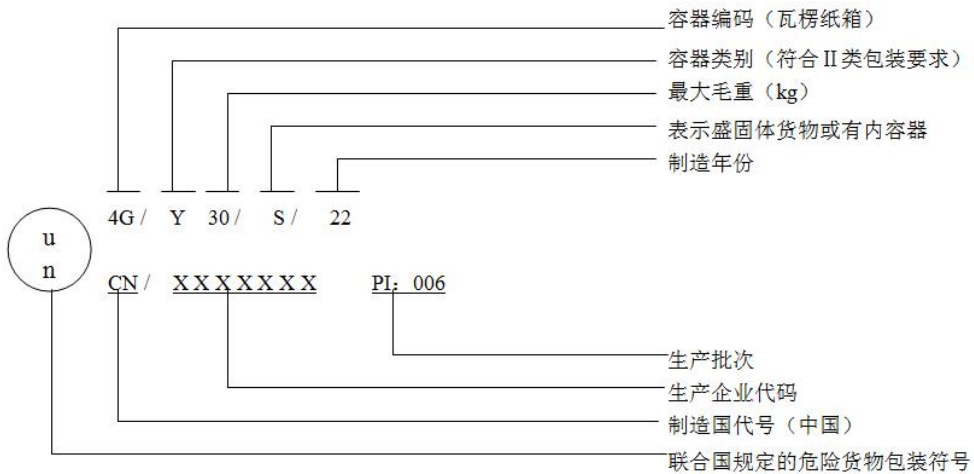 容器编码（瓦楞纸箱）
容器类别（符合Ⅱ类包装要求）
最大毛重（kg）
表示盛固体货物或有内容器
制造年份
4G / Y 30 / S / 22
u
n
CN / XXXXXXX PI：006
生产批次
生产企业代码
制造国代号（中国）
联合国规定的危险货物包装符号